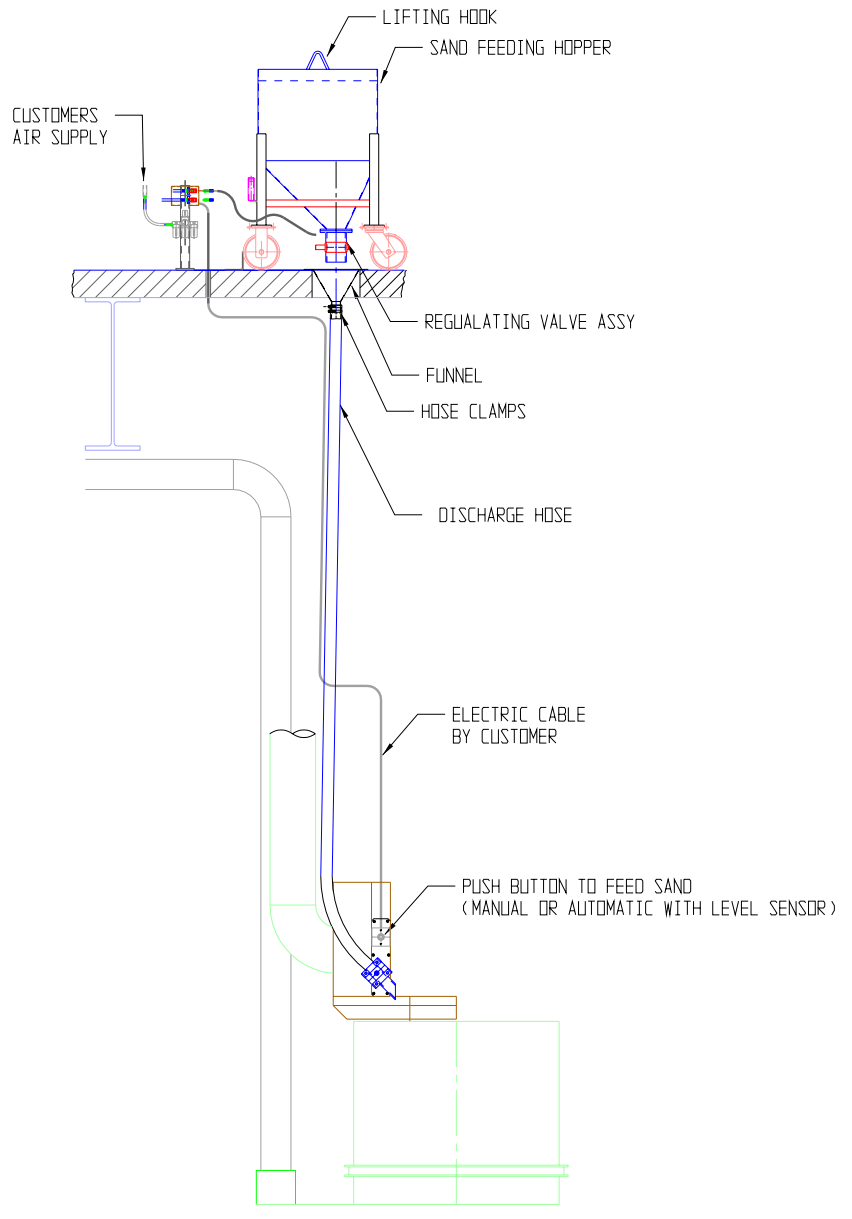 LIFTING HOOK
SAND FEEDING HOPPER
CUSTOMERS
AIR SUPPLY
REGUALATING VALVE ASSY
FUNNEL
HOSE CLAMPS
DISCHARGE HOSE
ELECTRIC CABLE
BY CUSTOMER
PUSH BUTTON TO FEED SAND
(MANUAL OR AUTOMATIC WITH LEVEL SENSOR)